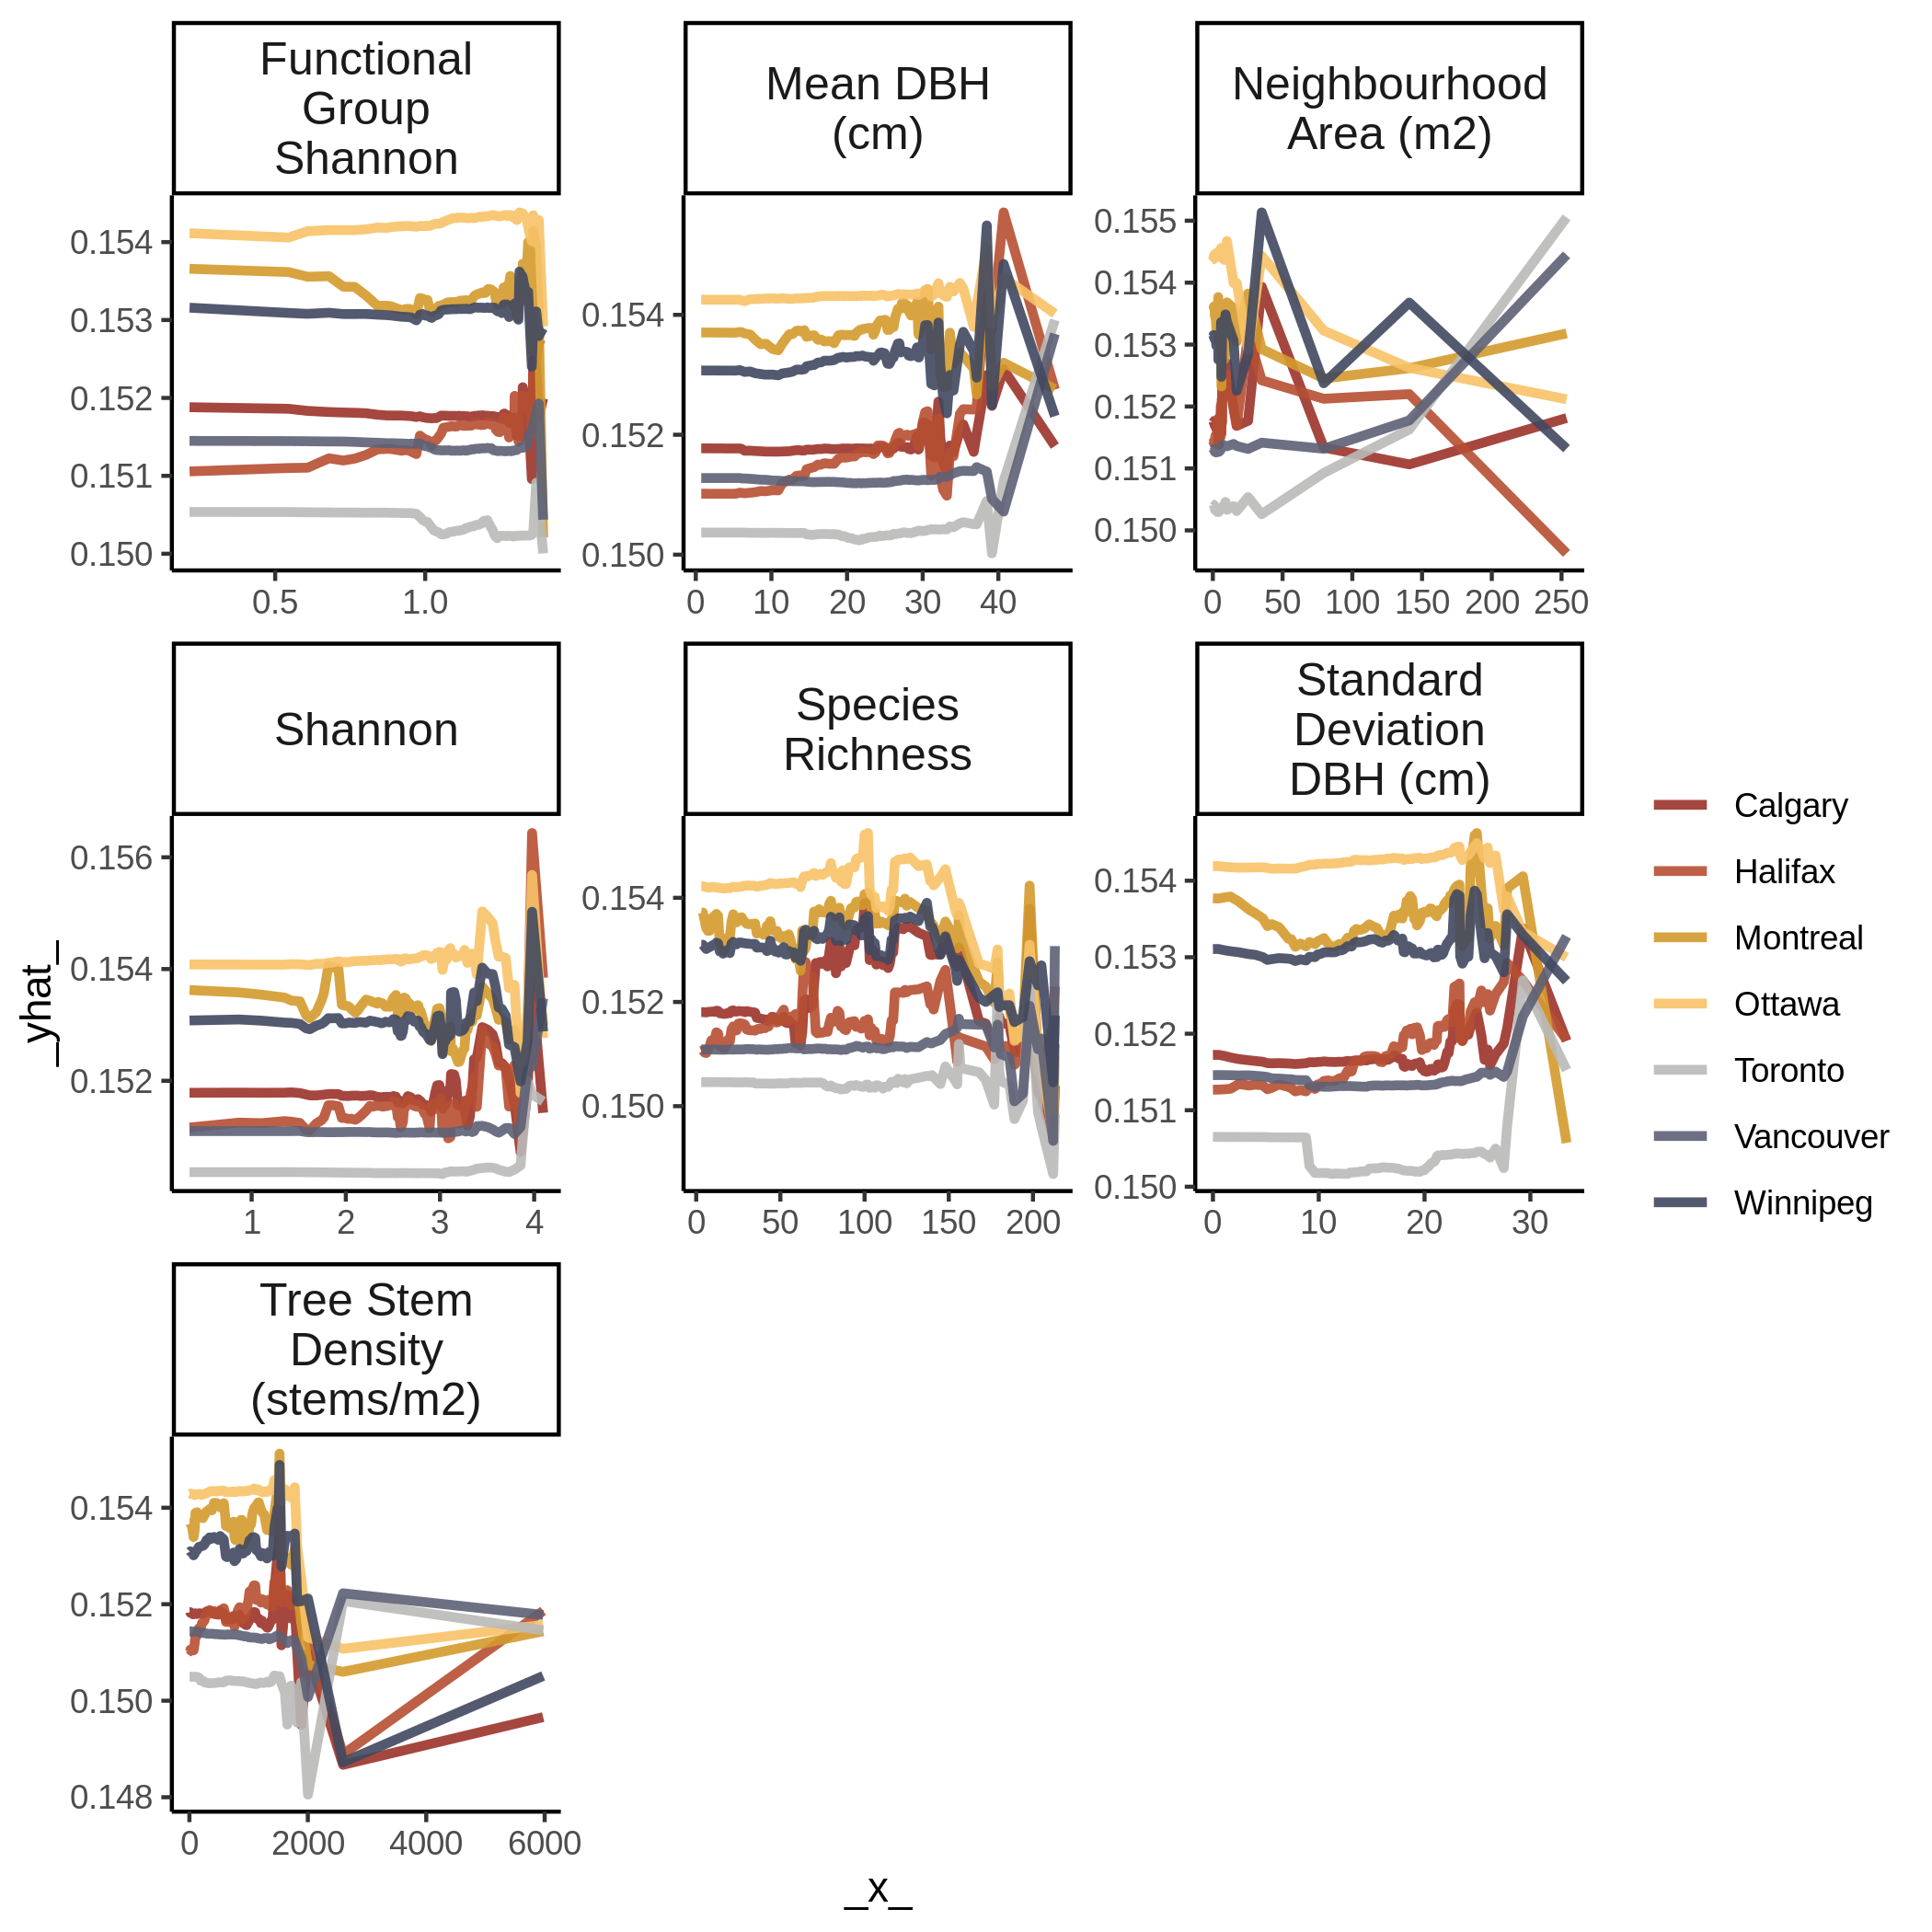 Functional
Group
Shannon
Mean DBH
(cm)
Neighbourhood
Area (m2)
0.154
0.153
0.152
0.151
0.150
0.5
1.0
0.154
0.152
0.150
0
10
20
30
40
0.155
0.154
0.153
0.152
0.151
0.150
0
50
100
150
200
250
Shannon
Species
Richness
Standard
Deviation
DBH (cm)
0.156
0.154
0.152
1
2
3
4
0.154
0.152
0.150
0
50
100
150
200
0.154
0.153
0.152
0.151
0.150
0
10
20
30
Calgary
Halifax
Montreal
Ottawa
Toronto
Vancouver
Winnipeg
_yhat_
Tree Stem
Density
(stems/m2)
0.154
0.152
0.150
0.148
0
2000
4000
6000
_x_